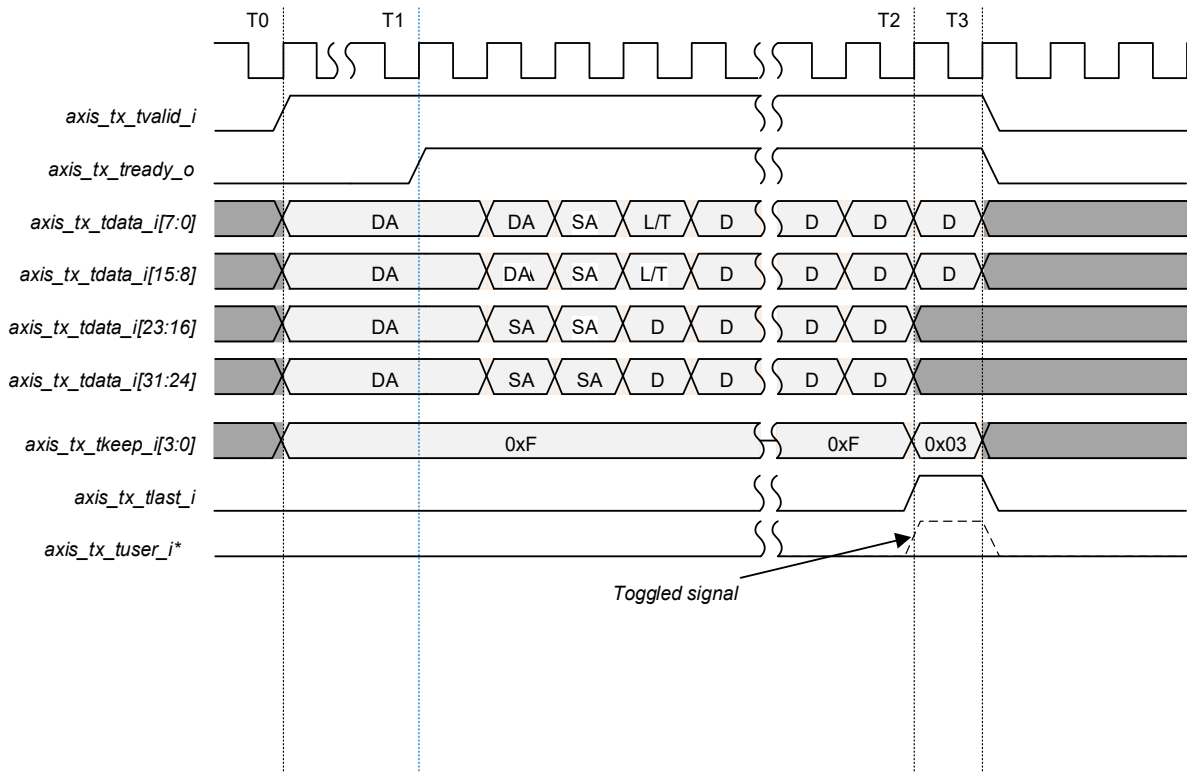 T0 T1 T2 T3
axis_tx_tvalid_i
axis_tx_tready_o
axis_tx_tdata_i[7:0] DA DA SA L/T D D D D
axis_tx_tdata_i[15:8] DA DA SA L/T D D D D
axis_tx_tdata_i[23:16] DA SA SA D D D D
axis_tx_tdata_i[31:24] DA SA SA D D D D
axis_tx_tkeep_i[3:0] 0xF 0xF 0x03
axis_tx_tlast_i
axis_tx_tuser_i*
Toggled signal